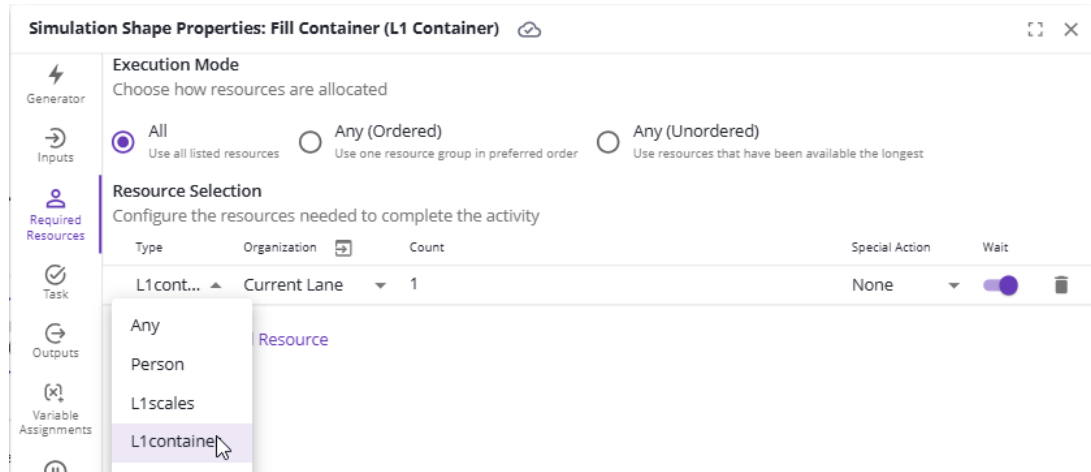 Simulation Shape Properties: Fill Container (L1 Container)
Generator
Inputs
Required
Resources
Task
Outputs
Variable
Assignments
Execution Mode
Choose how resources are allocated
All
Use all listed resources
Any (Ordered)
Use one resource group in preferred order
Any (Unordered)
Use resources that have been available the longest
Resource Selection
Configure the resources needed to complete the activity
Type Organization Count Special Action Wait
L1cont... Current Lane 1 None
Resource
Any
Person
L1scales
L1container